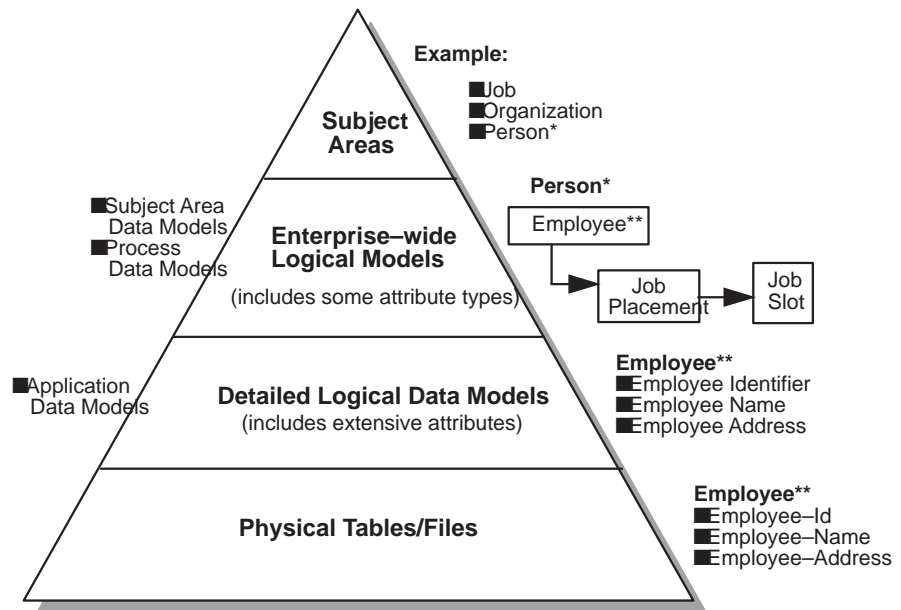 Example:
■Job
■Organization
■Person*
Subject
Areas
Person*
■Subject Area
Data Models
■Process
Data Models
Enterprise–wide
Logical Models
(includes some attribute types)
Employee**
Job
Placement
Job
Slot
■Application
Data Models
Detailed Logical Data Models
(includes extensive attributes)
Employee**
■Employee Identifier
■Employee Name
■Employee Address
Physical Tables/Files
Employee**
■Employee–Id
■Employee–Name
■Employee–Address